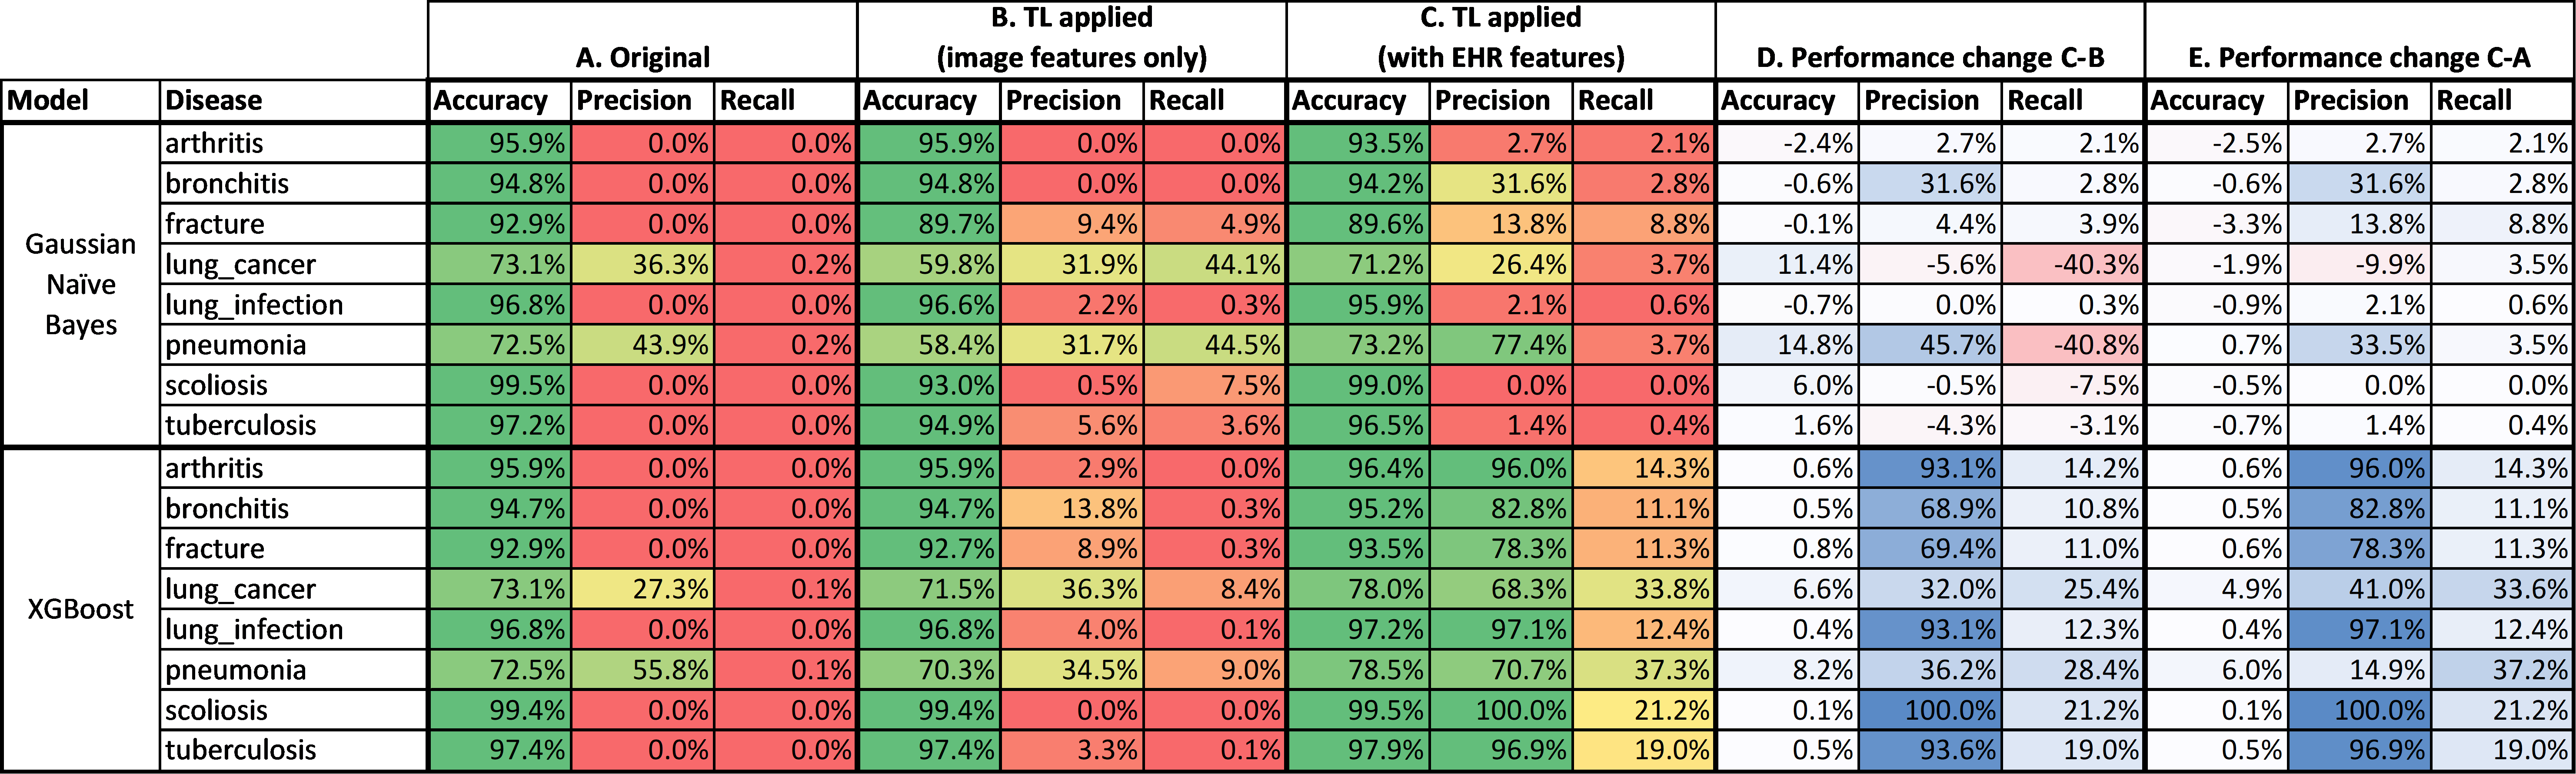 A. Original B. TL applied (image features only) C. TL applied (with EHR features) D. Performance change C-B E. Performance change C-A
Model Disease Accuracy Precision Recall Accuracy Precision Recall Accuracy Precision Recall Accuracy Precision Recall Accuracy Precision Recall
Gaussian Naïve Bayes
arthritis 95.9% 0.0% 0.0% 95.9% 0.0% 0.0% 93.5% 2.7% 2.1% -2.4% 2.7% 2.1% -2.5% 2.7% 2.1%
bronchitis 94.8% 0.0% 0.0% 94.8% 0.0% 0.0% 94.2% 31.6% 2.8% -0.6% 31.6% 2.8% -0.6% 31.6% 2.8%
fracture 92.9% 0.0% 0.0% 89.7% 9.4% 4.9% 89.6% 13.8% 8.8% -0.1% 4.4% 3.9% -3.3% 13.8% 8.8%
lung_cancer 73.1% 36.3% 0.2% 59.8% 31.9% 44.1% 71.2% 26.4% 3.7% 11.4% -5.6% -40.3% -1.9% -9.9% 3.5%
lung_infection 96.8% 0.0% 0.0% 96.6% 2.2% 0.3% 95.9% 2.1% 0.6% -0.7% 0.0% 0.3% -0.9% 2.1% 0.6%
pneumonia 72.5% 43.9% 0.2% 58.4% 31.7% 44.5% 73.2% 77.4% 3.7% 14.8% 45.7% -40.8% 0.7% 33.5% 3.5%
scoliosis 99.5% 0.0% 0.0% 93.0% 0.5% 7.5% 99.0% 0.0% 0.0% 6.0% -0.5% -7.5% -0.5% 0.0% 0.0%
tuberculosis 97.2% 0.0% 0.0% 94.9% 5.6% 3.6% 96.5% 1.4% 0.4% 1.6% -4.3% -3.1% -0.7% 1.4% 0.4%
XGBoost
arthritis 95.9% 0.0% 0.0% 95.9% 2.9% 0.0% 96.4% 96.0% 14.3% 0.6% 93.1% 14.2% 0.6% 96.0% 14.3%
bronchitis 94.7% 0.0% 0.0% 94.7% 13.8% 0.3% 95.2% 82.8% 11.1% 0.5% 68.9% 10.8% 0.5% 82.8% 11.1%
fracture 92.9% 0.0% 0.0% 92.7% 8.9% 0.3% 93.5% 78.3% 11.3% 0.8% 69.4% 11.0% 0.6% 78.3% 11.3%
lung_cancer 73.1% 27.3% 0.1% 71.5% 36.3% 8.4% 78.0% 68.3% 33.8% 6.6% 32.0% 25.4% 4.9% 41.0% 33.6%
lung_infection 96.8% 0.0% 0.0% 96.8% 4.0% 0.1% 97.2% 97.1% 12.4% 0.4% 93.1% 12.3% 0.4% 97.1% 12.4%
pneumonia 72.5% 55.8% 0.1% 70.3% 34.5% 9.0% 78.5% 70.7% 37.3% 8.2% 36.2% 28.4% 6.0% 14.9% 37.2%
scoliosis 99.4% 0.0% 0.0% 99.4% 0.0% 0.0% 99.5% 100.0% 21.2% 0.1% 100.0% 21.2% 0.1% 100.0% 21.2%
tuberculosis 97.4% 0.0% 0.0% 97.4% 3.3% 0.1% 97.9% 96.9% 19.0% 0.5% 93.6% 19.0% 0.5% 96.9% 19.0%